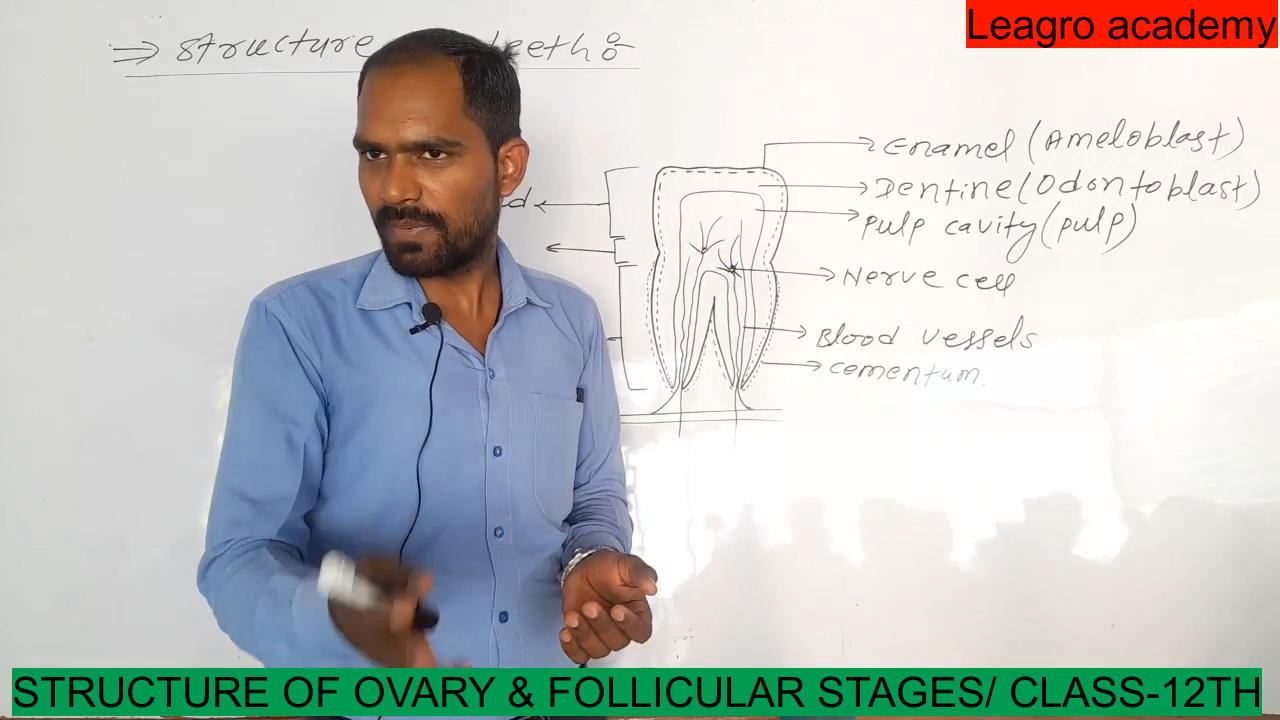 Leagro academy
⇒ Structure teeth
Enamel (Ameloblast)
Dentine (Odontoblast)
Pulp cavity (pulp)
Nerve cell
Blood vessels
cementum.
STRUCTURE OF OVARY & FOLLICULAR STAGES/ CLASS-12TH